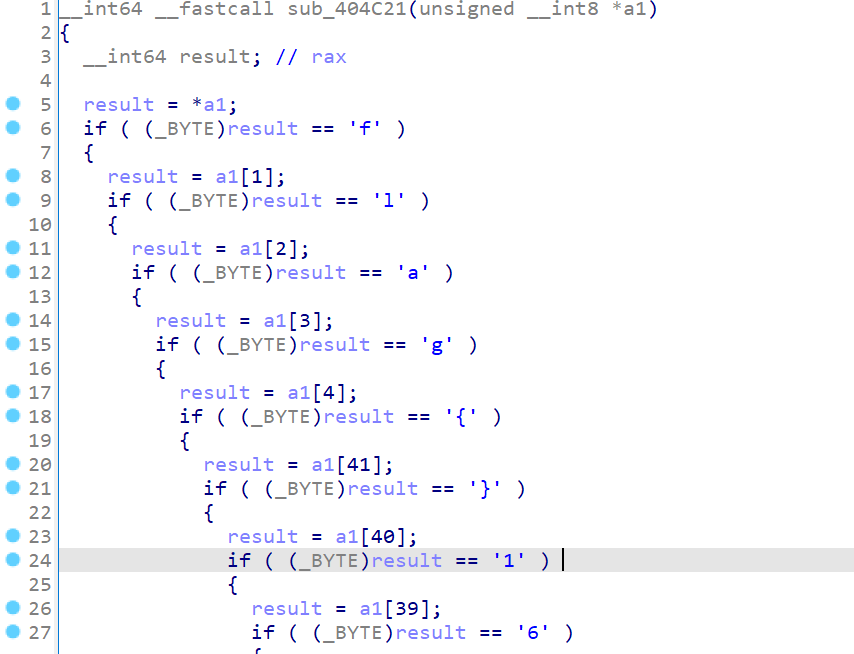 1 __int64 __fastcall sub_404C21(unsigned __int8 *a1)
2 {
3   __int64 result; // rax
4
5   result = *a1;
6   if ( (_BYTE)result == 'f' )
7   {
8     result = a1[1];
9     if ( (_BYTE)result == 'l' )
10     {
11       result = a1[2];
12       if ( (_BYTE)result == 'a' )
13       {
14         result = a1[3];
15         if ( (_BYTE)result == 'g' )
16         {
17           result = a1[4];
18           if ( (_BYTE)result == '{' )
19           {
20             result = a1[41];
21             if ( (_BYTE)result == '}' )
22             {
23               result = a1[40];
24               if ( (_BYTE)result == '1' )
25               {
26                 result = a1[39];
27                 if ( (_BYTE)result == '6' )